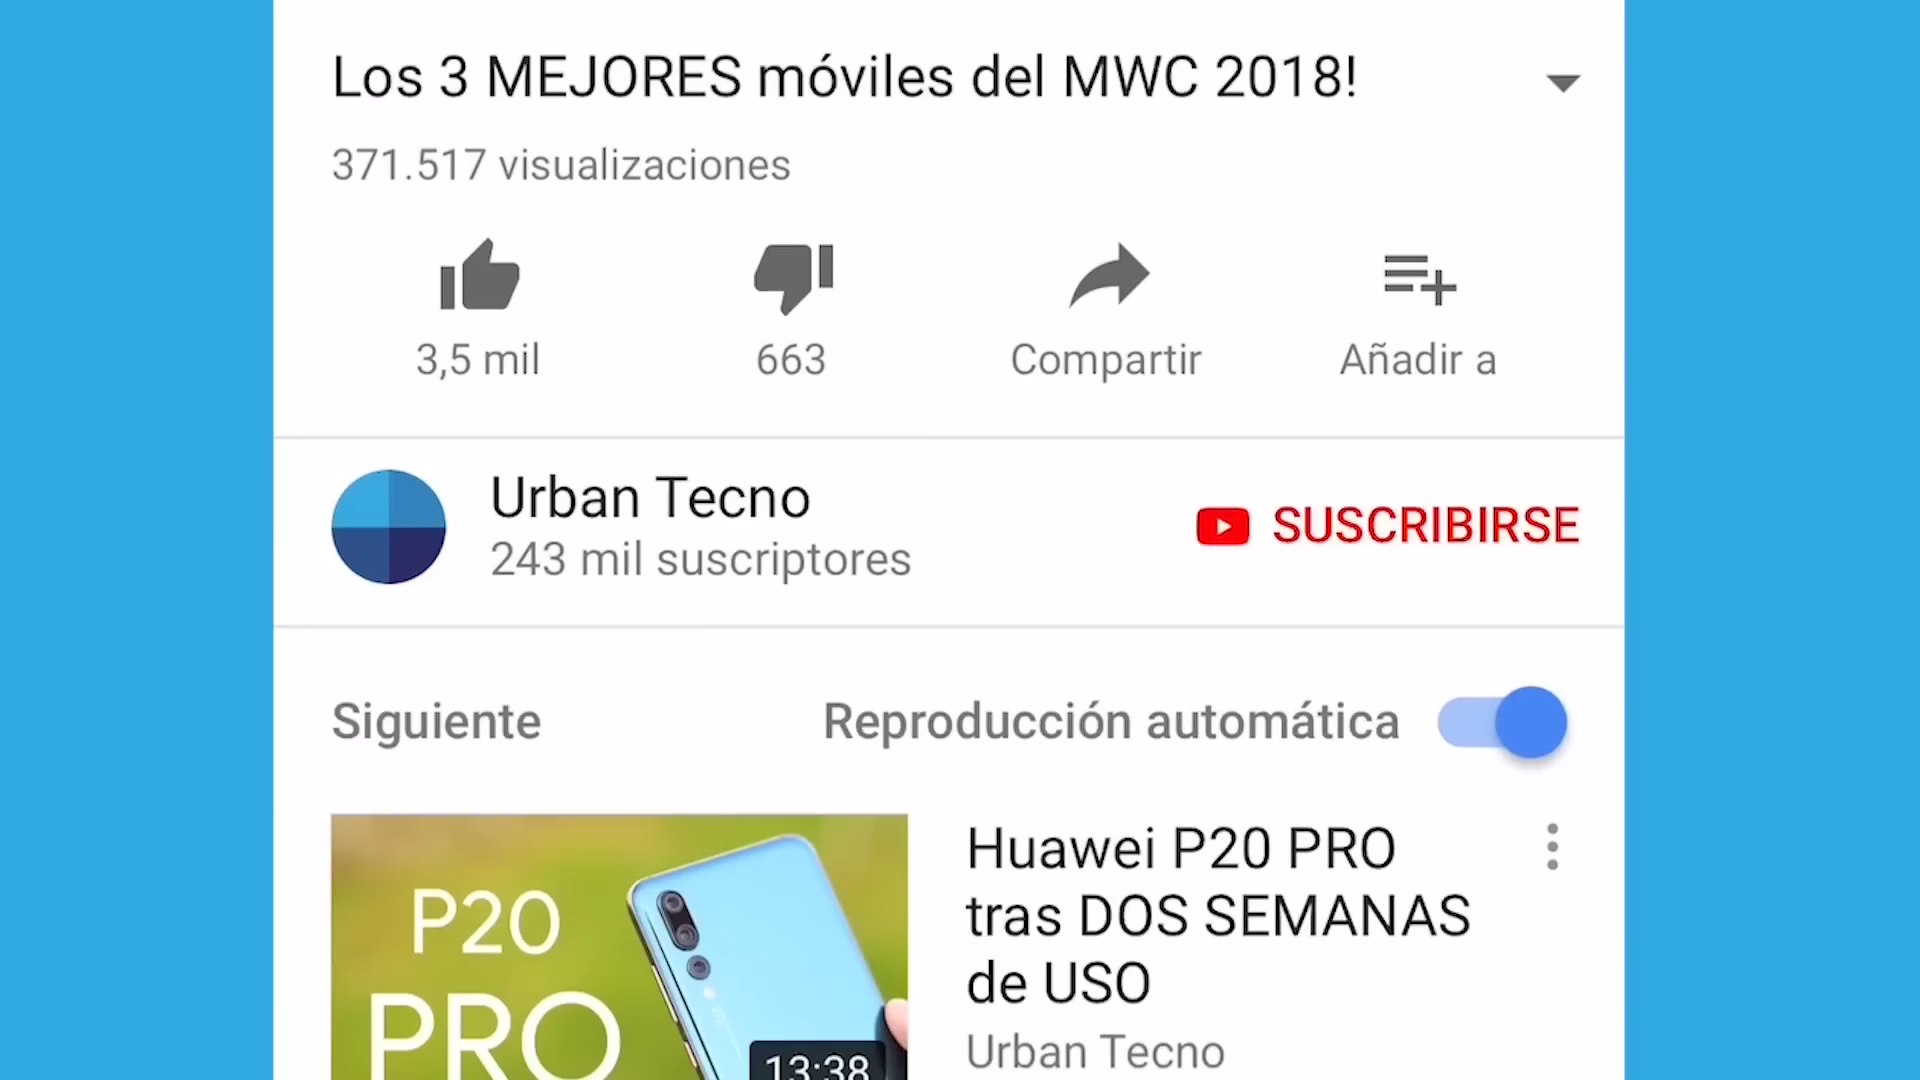 Los 3 MEJORES móviles del MWC 2018!
371.517 visualizaciones
3,5 mil
663
Compartir
Añadir a
Urban Tecno
243 mil suscriptores
SUSCRIBIRSE
Siguiente
Reproducción automática
P20
PRO
13:38
Huawei P20 PRO
tras DOS SEMANAS
de USO
Urban Tecno